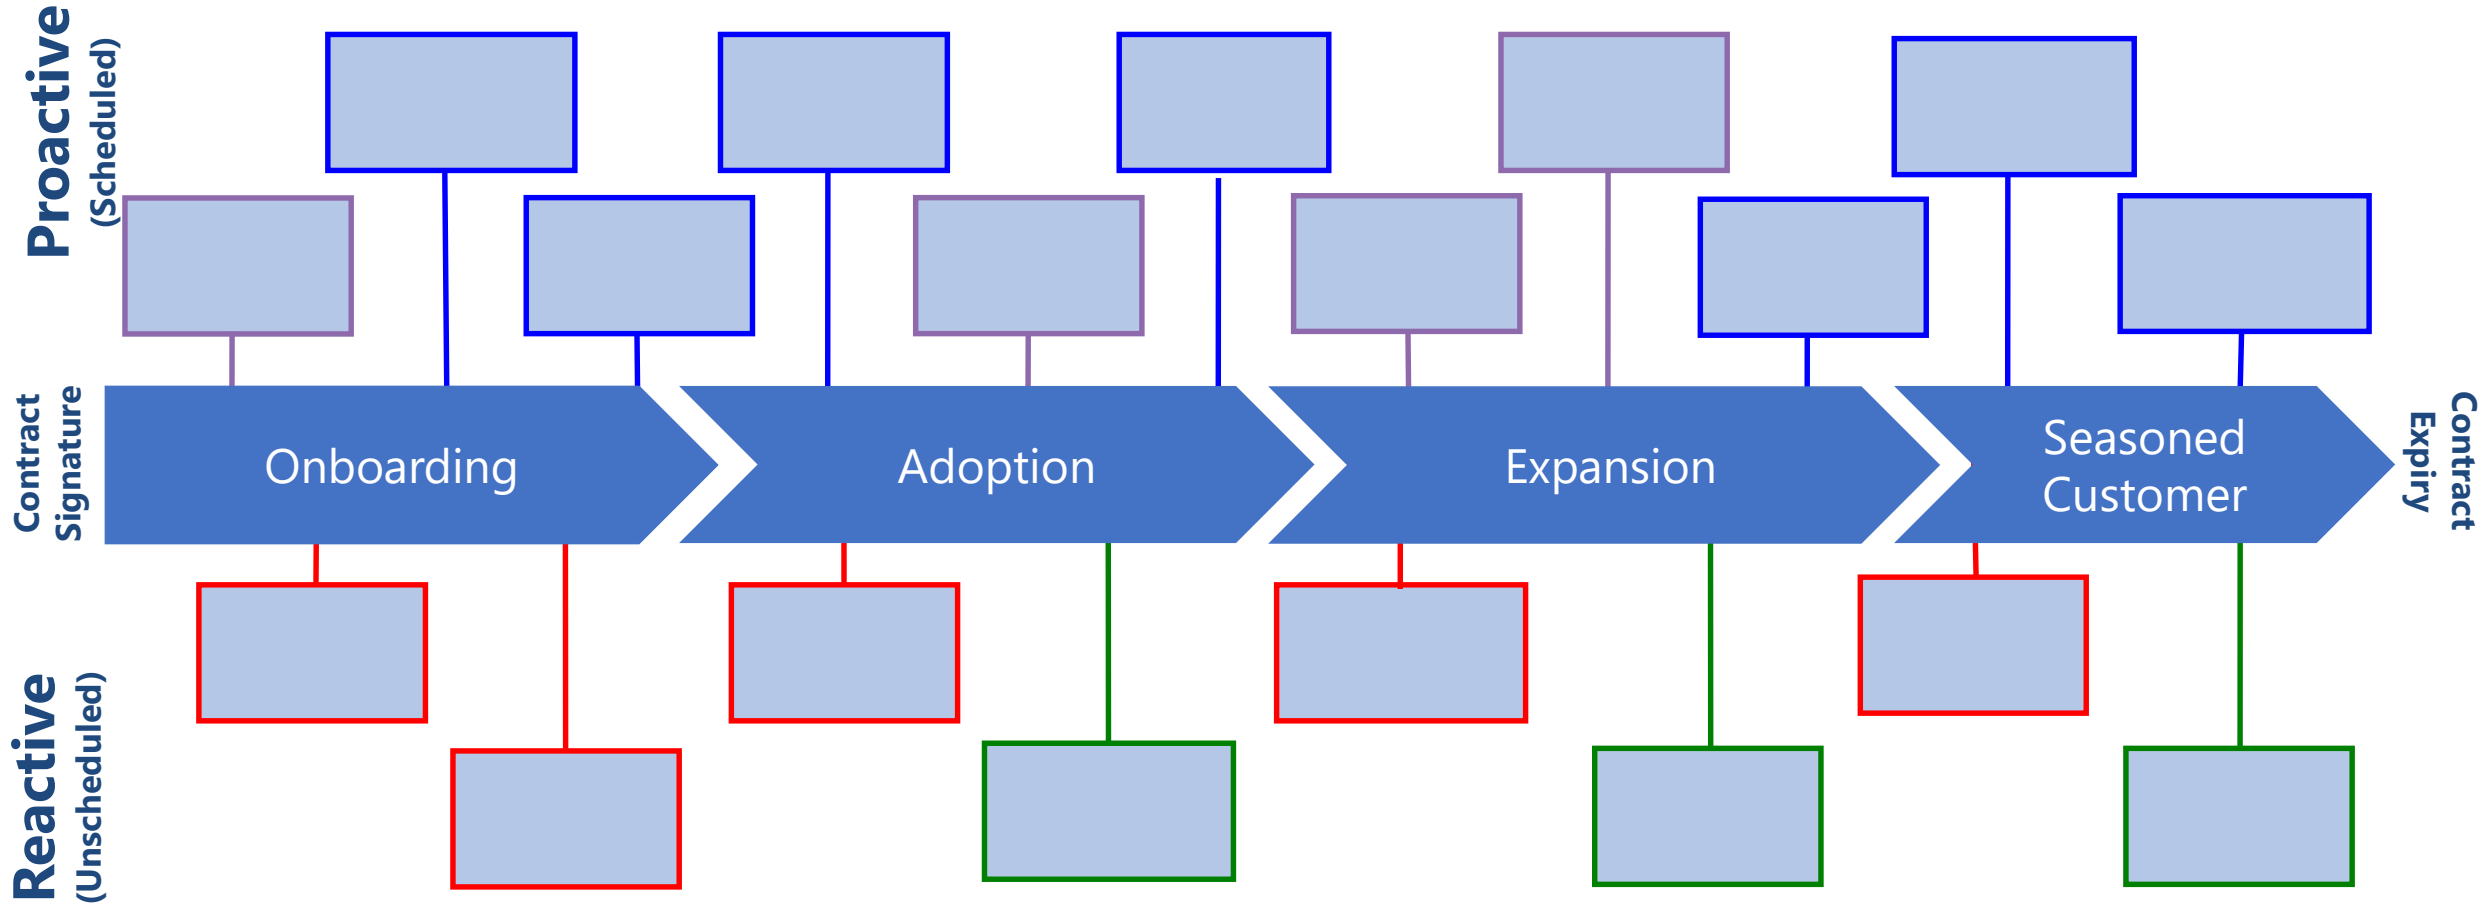 Proactive
(Scheduled)
Contract
Signature
Onboarding
Adoption
Expansion
Seasoned
Customer
Contract
Expiry
Reactive
(Unscheduled)